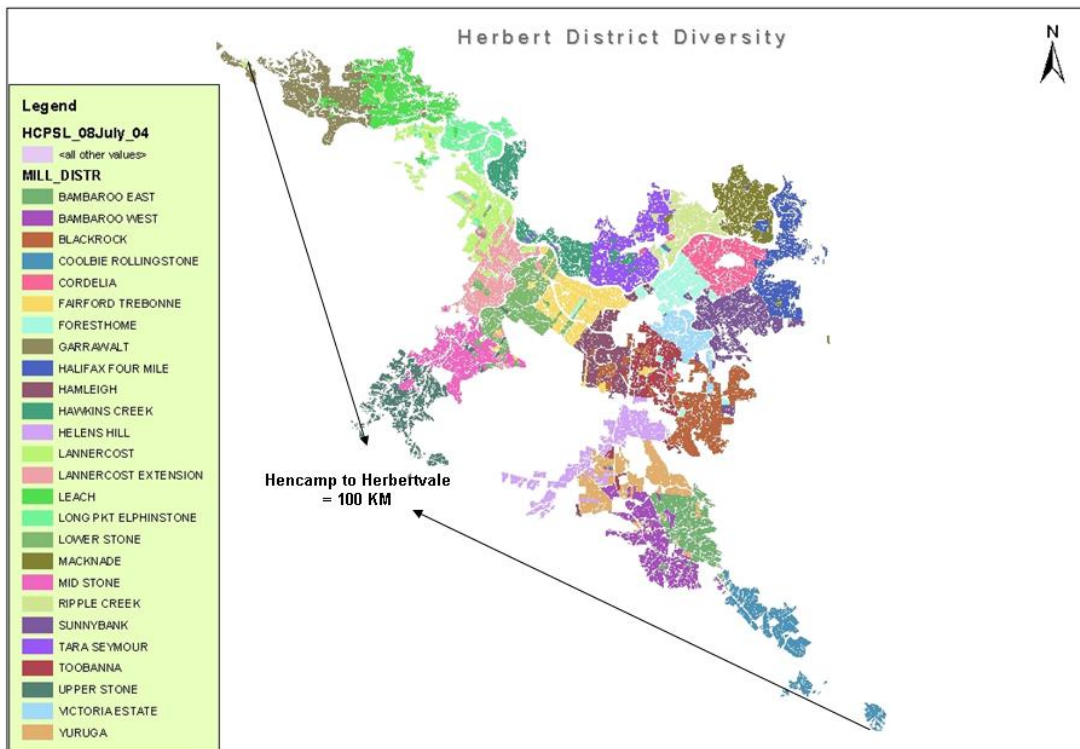 Herbert District Diversity
N
Legend
HCPSL_08July_04
<all other values>
MILL_DISTR
BAMBAROO EAST
BAMBAROO WEST
BLACKROCK
COOLBIE ROLLINGSTONE
CORDELIA
FAIRFORD TREBONNE
FORESTHOME
GARRAWALT
HALIFAX FOUR MILE
HAMLEIGH
HAWKINS CREEK
HELENS HILL
LANNERCOST
LANNERCOST EXTENSION
LEACH
LONG PKT ELPHINSTONE
LOWER STONE
MACKNADE
MID STONE
RIPPLE CREEK
SUNNYBANK
TARA SEYMOUR
TOOBANNA
UPPER STONE
VICTORIA ESTATE
YURUGA
Hencamp to Herbertvale
= 100 KM